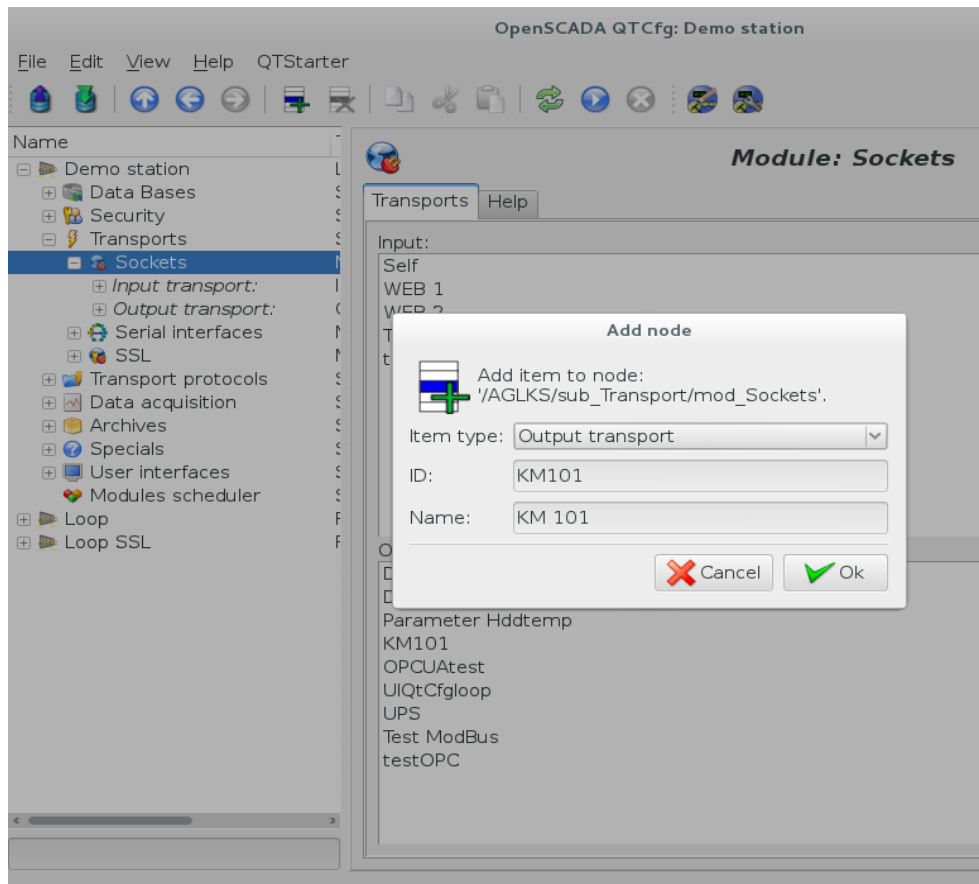 OpenSCADA QTCfg: Demo station
File Edit View Help QTStarter
Name
Demo station
Data Bases
Security
Transports
Sockets
Input transport:
Output transport:
Serial interfaces
SSL
Transport protocols
Data acquisition
Archives
Specials
User interfaces
Modules scheduler
Loop
Loop SSL
Module: Sockets
Transports Help
Input:
Self
WEB 1
WEB 2
Add node
Add item to node:
'/AGLKS/sub_Transport/mod_Sockets'.
Item type: Output transport
ID: KM101
Name: KM 101
Cancel Ok
Parameter Hddtemp
KM101
OPCUAtest
UIQtCfgloop
UPS
Test ModBus
testOPC